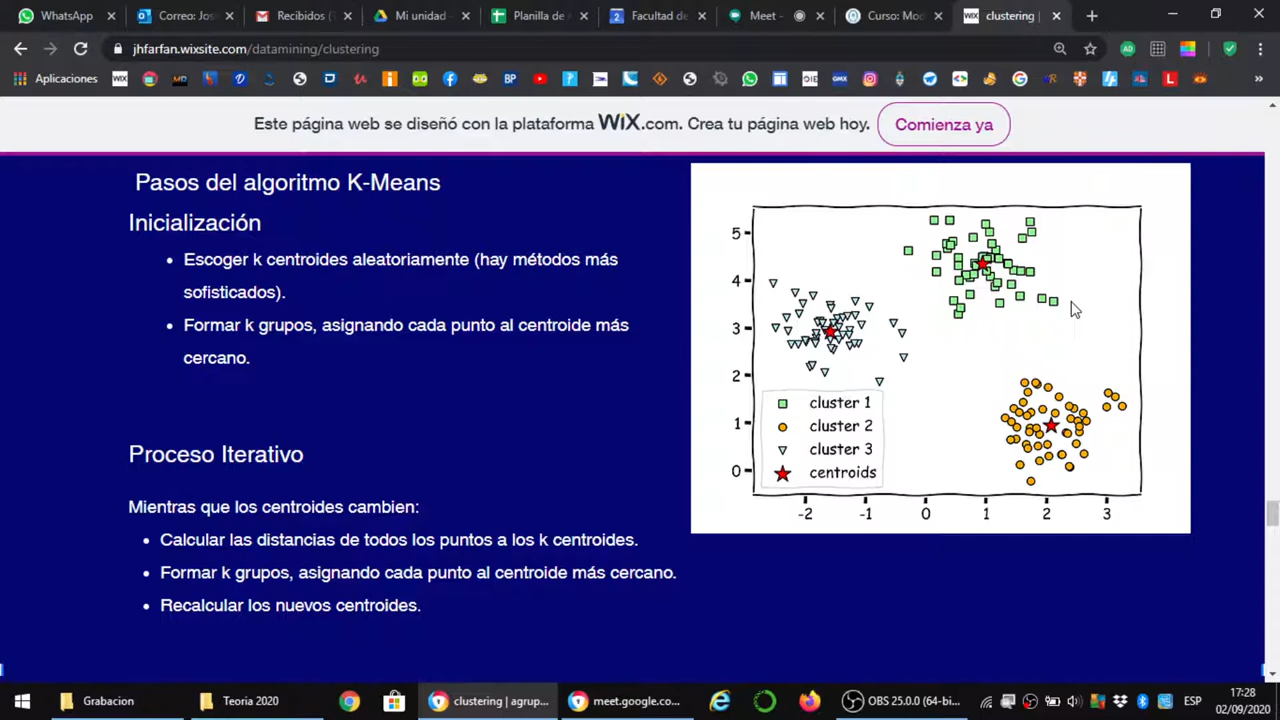 WhatsApp
Correo: Jos
Recibidos (
Mi unidad -
Planilla de A
Facultad de
Meet -
Curso: Mod
clustering |
jhfarfan.wixsite.com/datamining/clustering
Aplicaciones
Este página web se diseñó con la plataforma WiX.com. Crea tu página web hoy.
Comienza ya
Pasos del algoritmo K-Means
Inicialización
• Escoger k centroides aleatoriamente (hay métodos más
sofisticados).
• Formar k grupos, asignando cada punto al centroide más
cercano.
Proceso Iterativo
Mientras que los centroides cambien:
• Calcular las distancias de todos los puntos a los k centroides.
• Formar k grupos, asignando cada punto al centroide más cercano.
• Recalcular los nuevos centroides.
5
4
3
2
1
0
cluster 1
cluster 2
cluster 3
centroids
-2 -1 0 1 2 3
Grabacion
Teoria 2020
clustering | agrup...
meet.google.co...
OBS 25.0.0 (64-bi...
ESP
17:28
02/09/2020